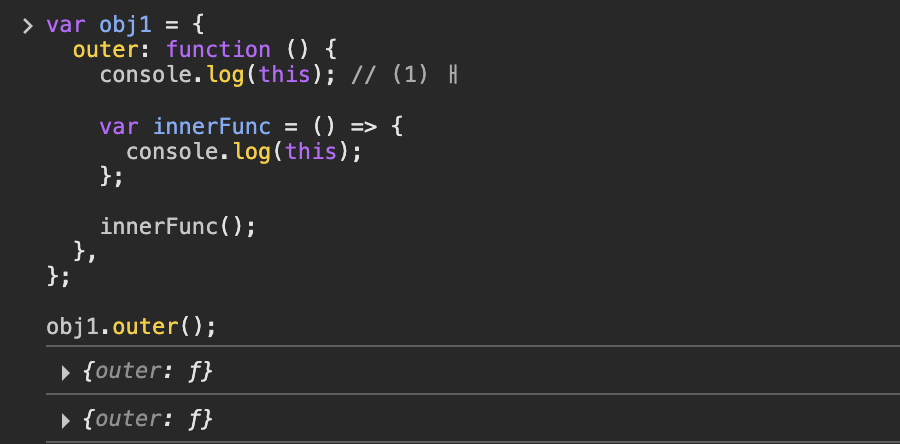 > var obj1 = {
outer: function () {
console.log(this); // (1) ㅐ
var innerFunc = () => {
console.log(this);
};
innerFunc();
},
};
obj1.outer();
▶ {outer: ƒ}
▶ {outer: ƒ}